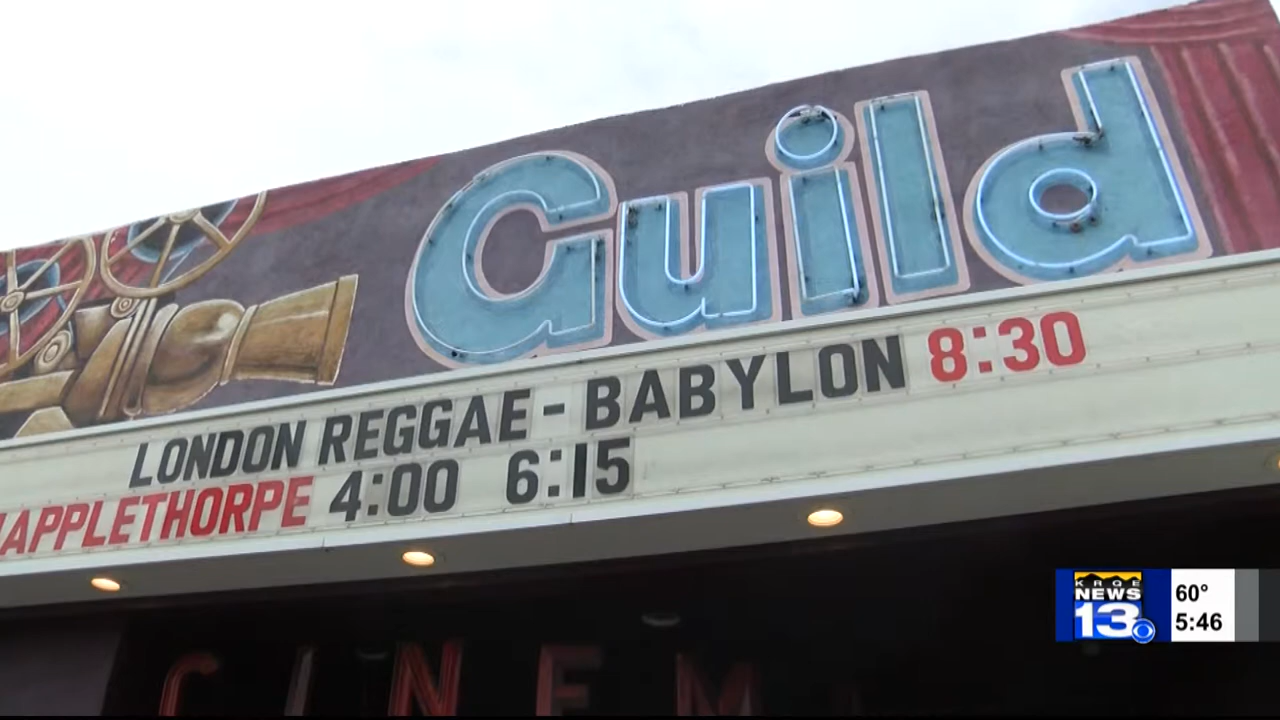 Guild
LONDON REGGAE - BABYLON 8:30
APPLETHORPE 4:00 6:15
CINEM
KRQE
NEWS
13
60°
5:46